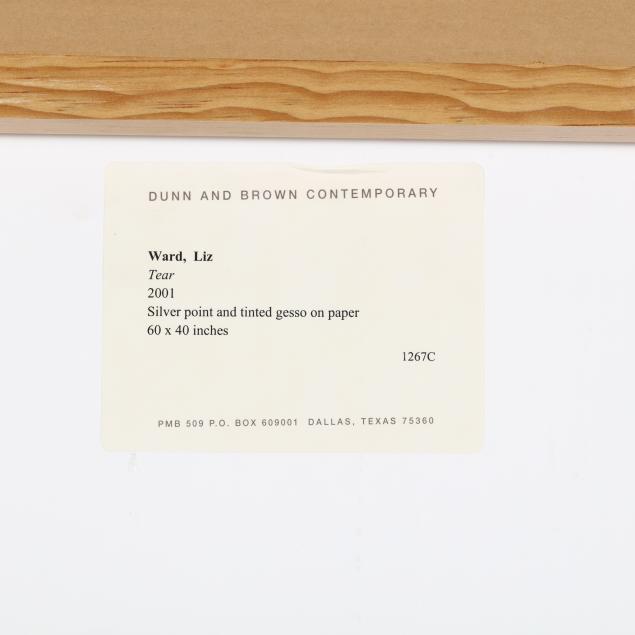 DUNN AND BROWN CONTEMPORARY
Ward, Liz
Tear
2001
Silver point and tinted gesso on paper
60 x 40 inches
1267C
PMB 509 P.O. BOX 609001 DALLAS, TEXAS 75360